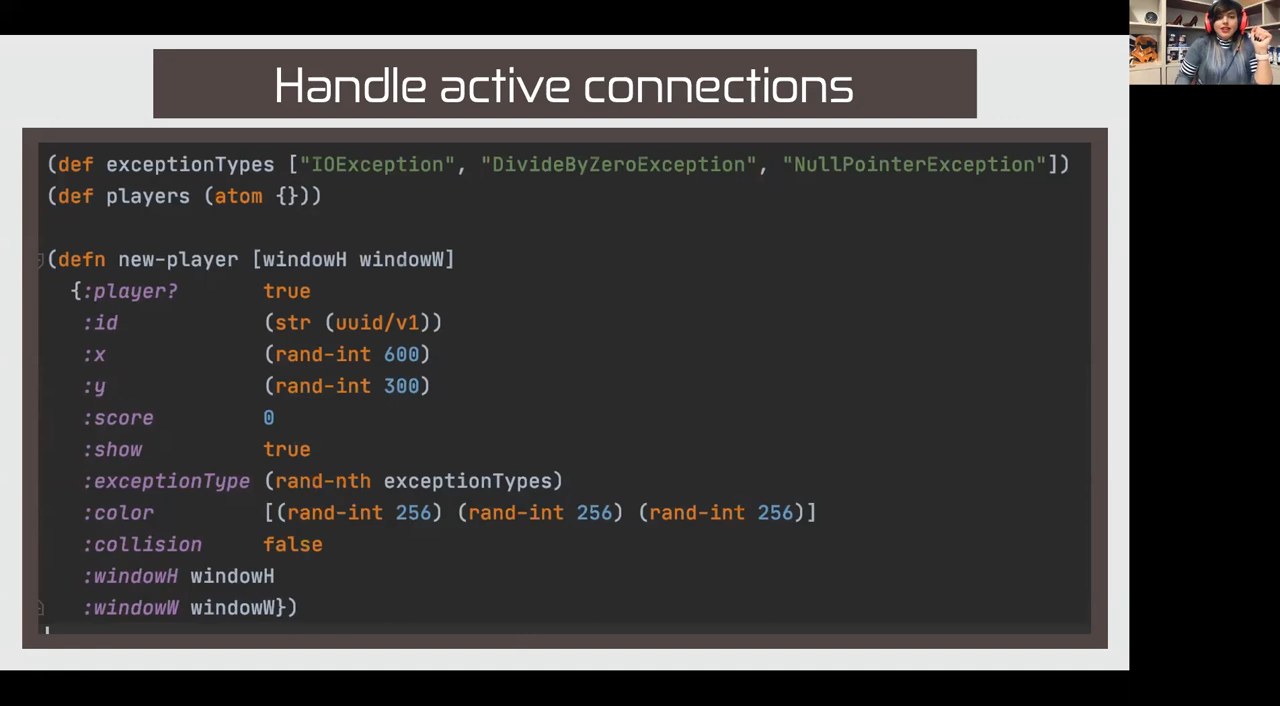 Handle active connections
(def exceptionTypes ["IOException", "DivideByZeroException", "NullPointerException"])
(def players (atom {}))
(defn new-player [windowH windowW]
{:player? true
:id (str (uuid/v1))
:x (rand-int 600)
:y (rand-int 300)
:score 0
:show true
:exceptionType (rand-nth exceptionTypes)
:color [(rand-int 256) (rand-int 256) (rand-int 256)]
:collision false
:windowH windowH
:windowW windowW})